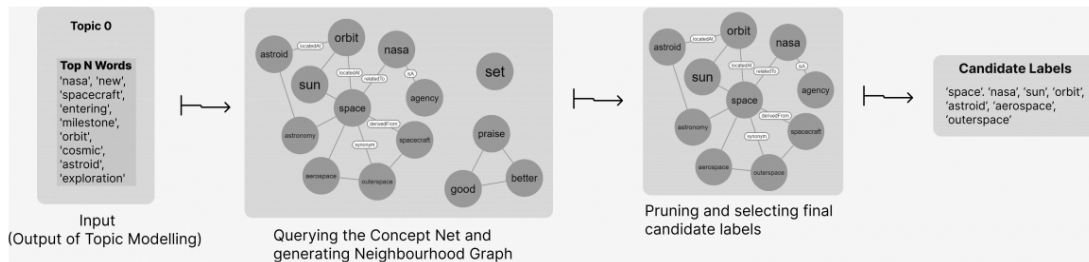 Topic 0
Top N Words
'nasa', 'new',
'spacecraft',
'entering',
'milestone',
'orbit',
'cosmic',
'astroid',
'exploration'
Input
(Output of Topic Modelling)
astroid
locatedAt
orbit
nasa
sun
locatedAt
relatedTo
isA
agency
set
space
astronomy
derivedFrom
spacecraft
synonym
aerospace
outerspace
praise
good
better
Querying the Concept Net and
generating Neighbourhood Graph
astroid
locatedAt
orbit
nasa
sun
locatedAt
relatedTo
isA
agency
space
astronomy
derivedFrom
spacecraft
synonym
aerospace
outerspace
Pruning and selecting final
candidate labels
Candidate Labels
'space'. 'nasa', 'sun', 'orbit',
'astroid', 'aerospace',
'outerspace'